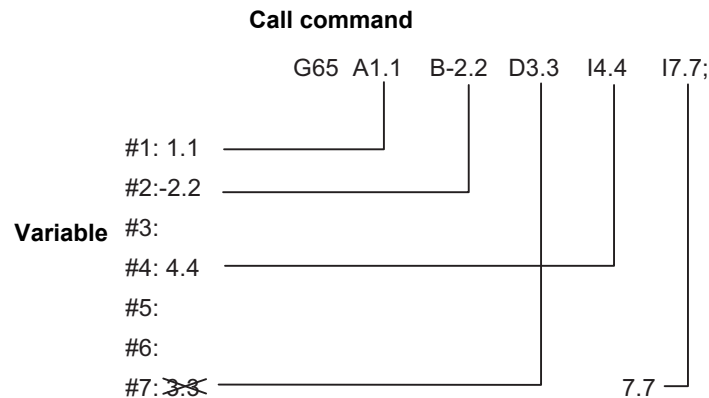 Call command
G65 A1.1 B-2.2 D3.3 I4.4 I7.7;
#1: 1.1
#2:-2.2
Variable #3:
#4: 4.4
#5:
#6:
#7: 3.3 7.7